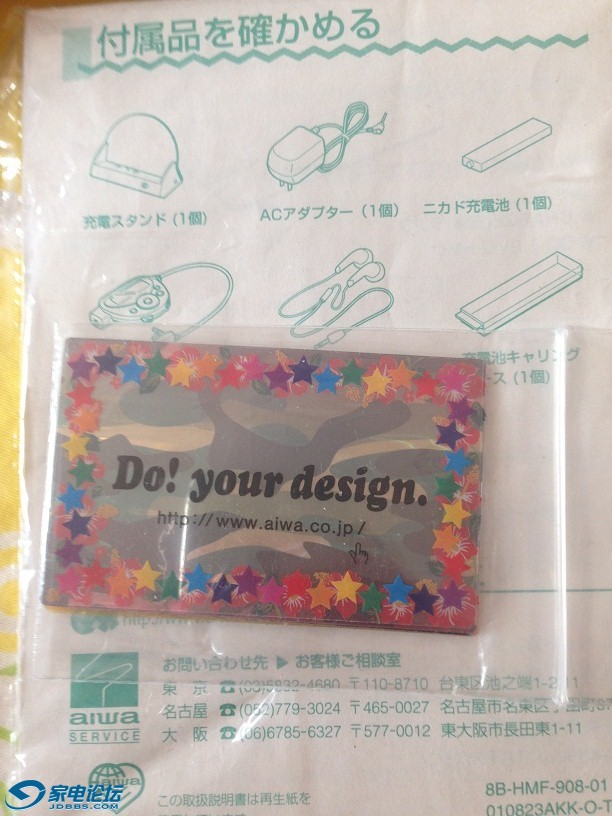 付属品を確かめる
充電スタンド (1個)
ACアダプター (1個)
ニカド充電池 (1個)
充電池キャリング
ース (1個)
Do! your design.
http://www.aiwa.co.jp/
お問い合わせ先 ▶ お客様ご相談室
東 京 ☎(03)5832-4680 〒110-8710 台東区池之端1-2-11
名古屋 ☎(052)779-3024 〒465-0027 名古屋市名東区
大 阪 ☎(06)6785-6327 〒577-0012 東大阪市長田東1-11
aiwa
SERVICE
aiwa
この取扱説明書は再生紙を
8B-HMF-908-01
010823AKK-O-T
家电论坛
JDBBS.COM